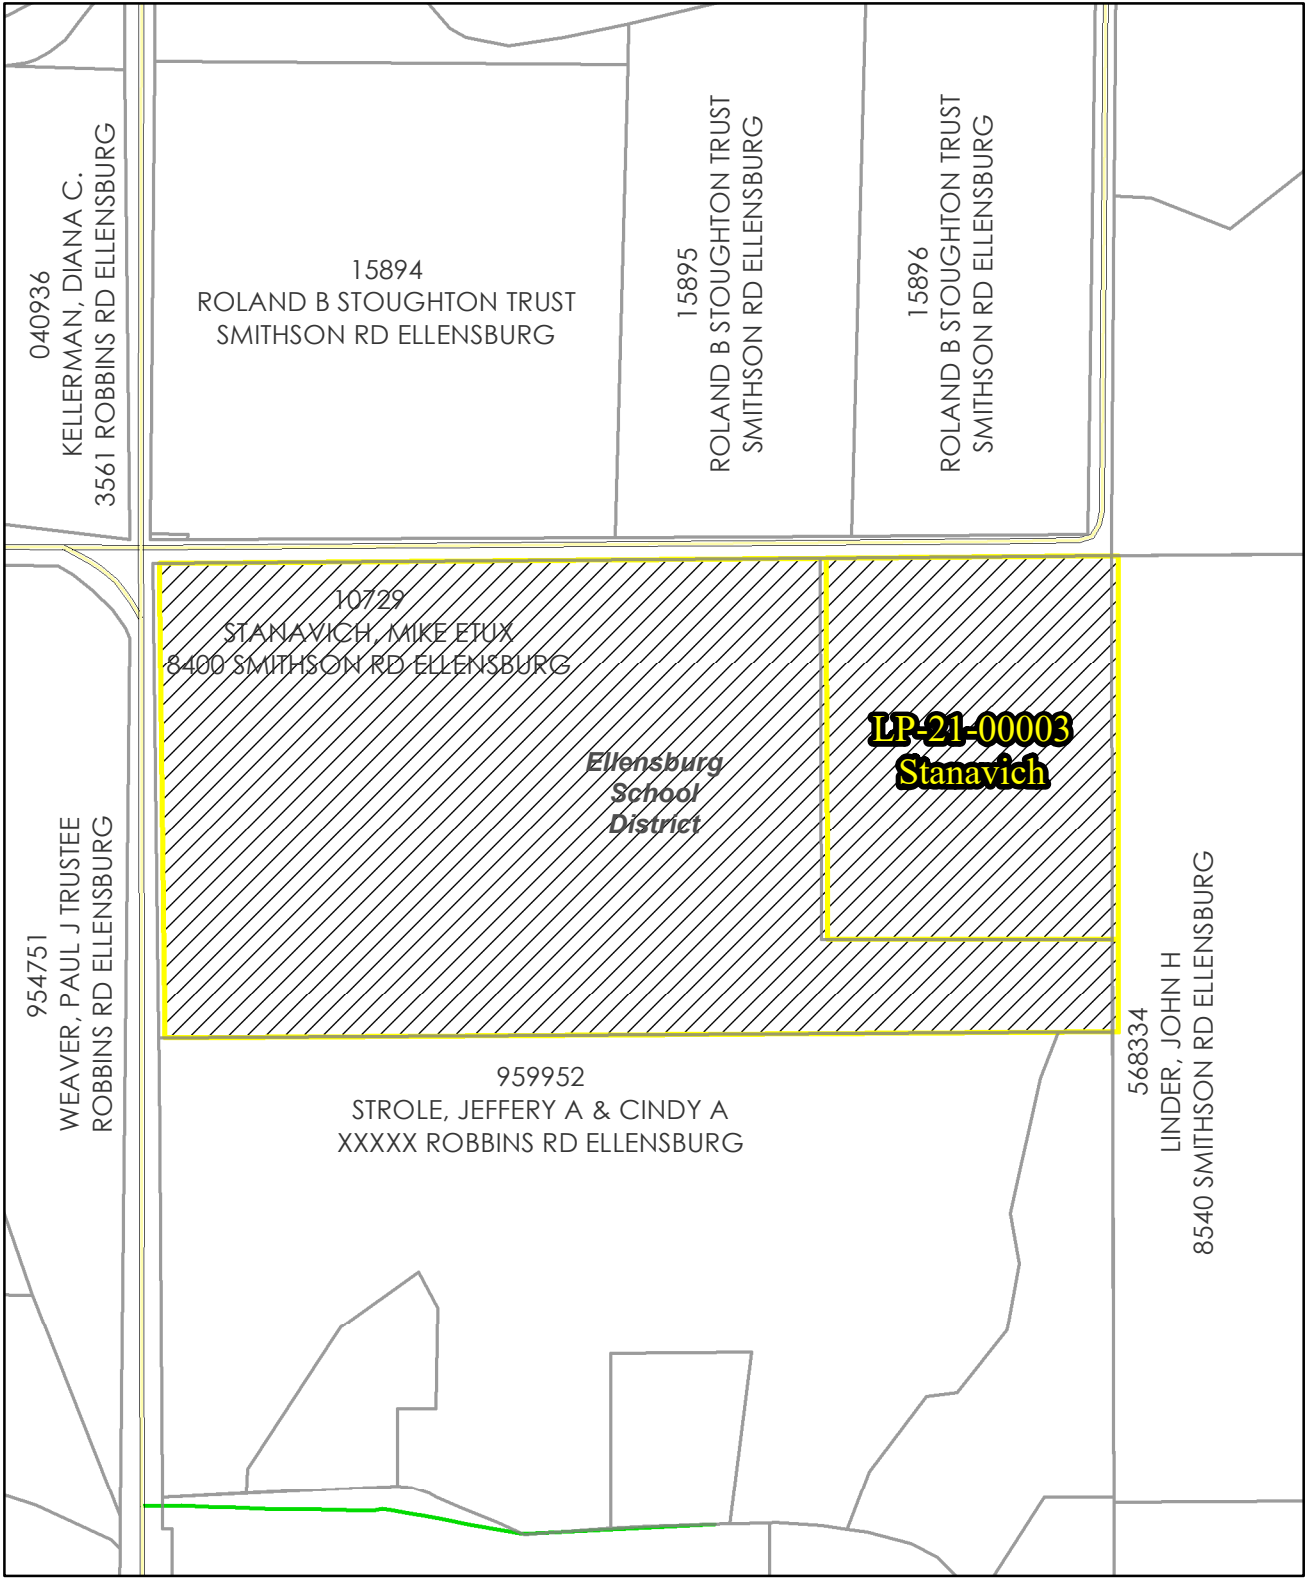 040936
KELLERMAN, DIANA C.
3561 ROBBINS RD ELLENSBURG
15894
ROLAND B STOUGHTON TRUST
SMITHSON RD ELLENSBURG
15895
ROLAND B STOUGHTON TRUST
SMITHSON RD ELLENSBURG
15896
ROLAND B STOUGHTON TRUST
SMITHSON RD ELLENSBURG
10729
STANAVICH, MIKE ETUX
8400 SMITHSON RD ELLENSBURG
Ellensburg
School
District
LP-21-00003
Stanavich
954751
WEAVER, PAUL J TRUSTEE
ROBBINS RD ELLENSBURG
568334
LINDER, JOHN H
8540 SMITHSON RD ELLENSBURG
959952
STROLE, JEFFERY A & CINDY A
XXXXX ROBBINS RD ELLENSBURG